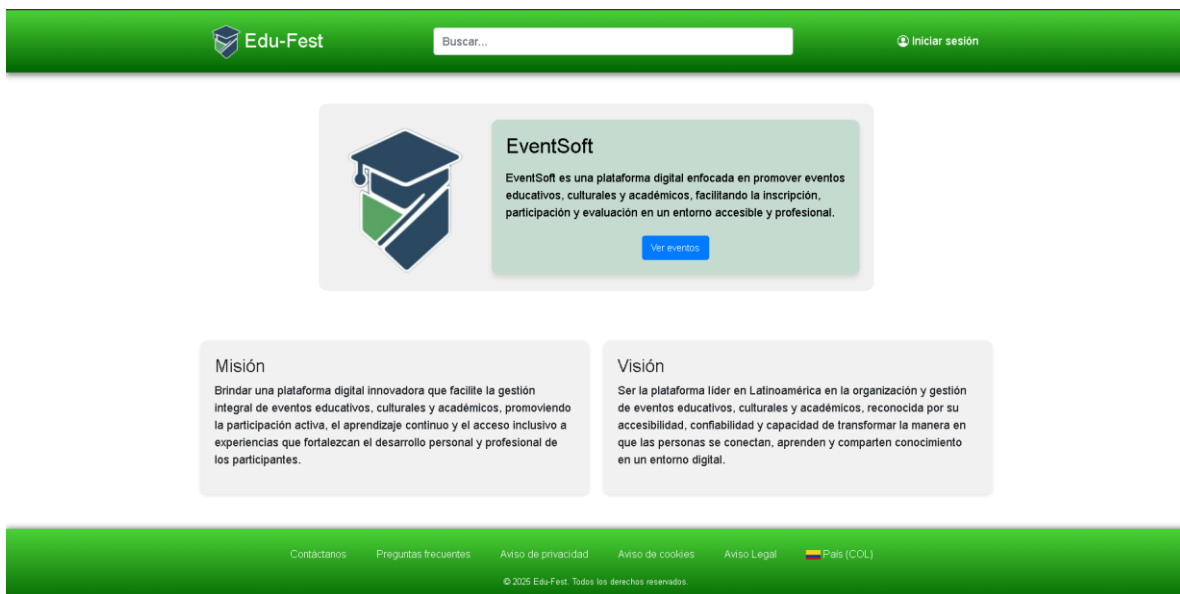 Edu-Fest
Buscar...
Iniciar sesión
EventSoft
EventSoft es una plataforma digital enfocada en promover eventos
educativos, culturales y académicos, facilitando la inscripción,
participación y evaluación en un entorno accesible y profesional.
Ver eventos
Misión
Brindar una plataforma digital innovadora que facilite la gestión
integral de eventos educativos, culturales y académicos, promoviendo
la participación activa, el aprendizaje continuo y el acceso inclusivo a
experiencias que fortalezcan el desarrollo personal y profesional de
los participantes.
Visión
Ser la plataforma líder en Latinoamérica en la organización y gestión
de eventos educativos, culturales y académicos, reconocida por su
accesibilidad, confiabilidad y capacidad de transformar la manera en
que las personas se conectan, aprenden y comparten conocimiento
en un entorno digital.
Contáctanos Preguntas frecuentes Aviso de privacidad Aviso de cookies Aviso Legal País (COL)
© 2025 Edu-Fest. Todos los derechos reservados.